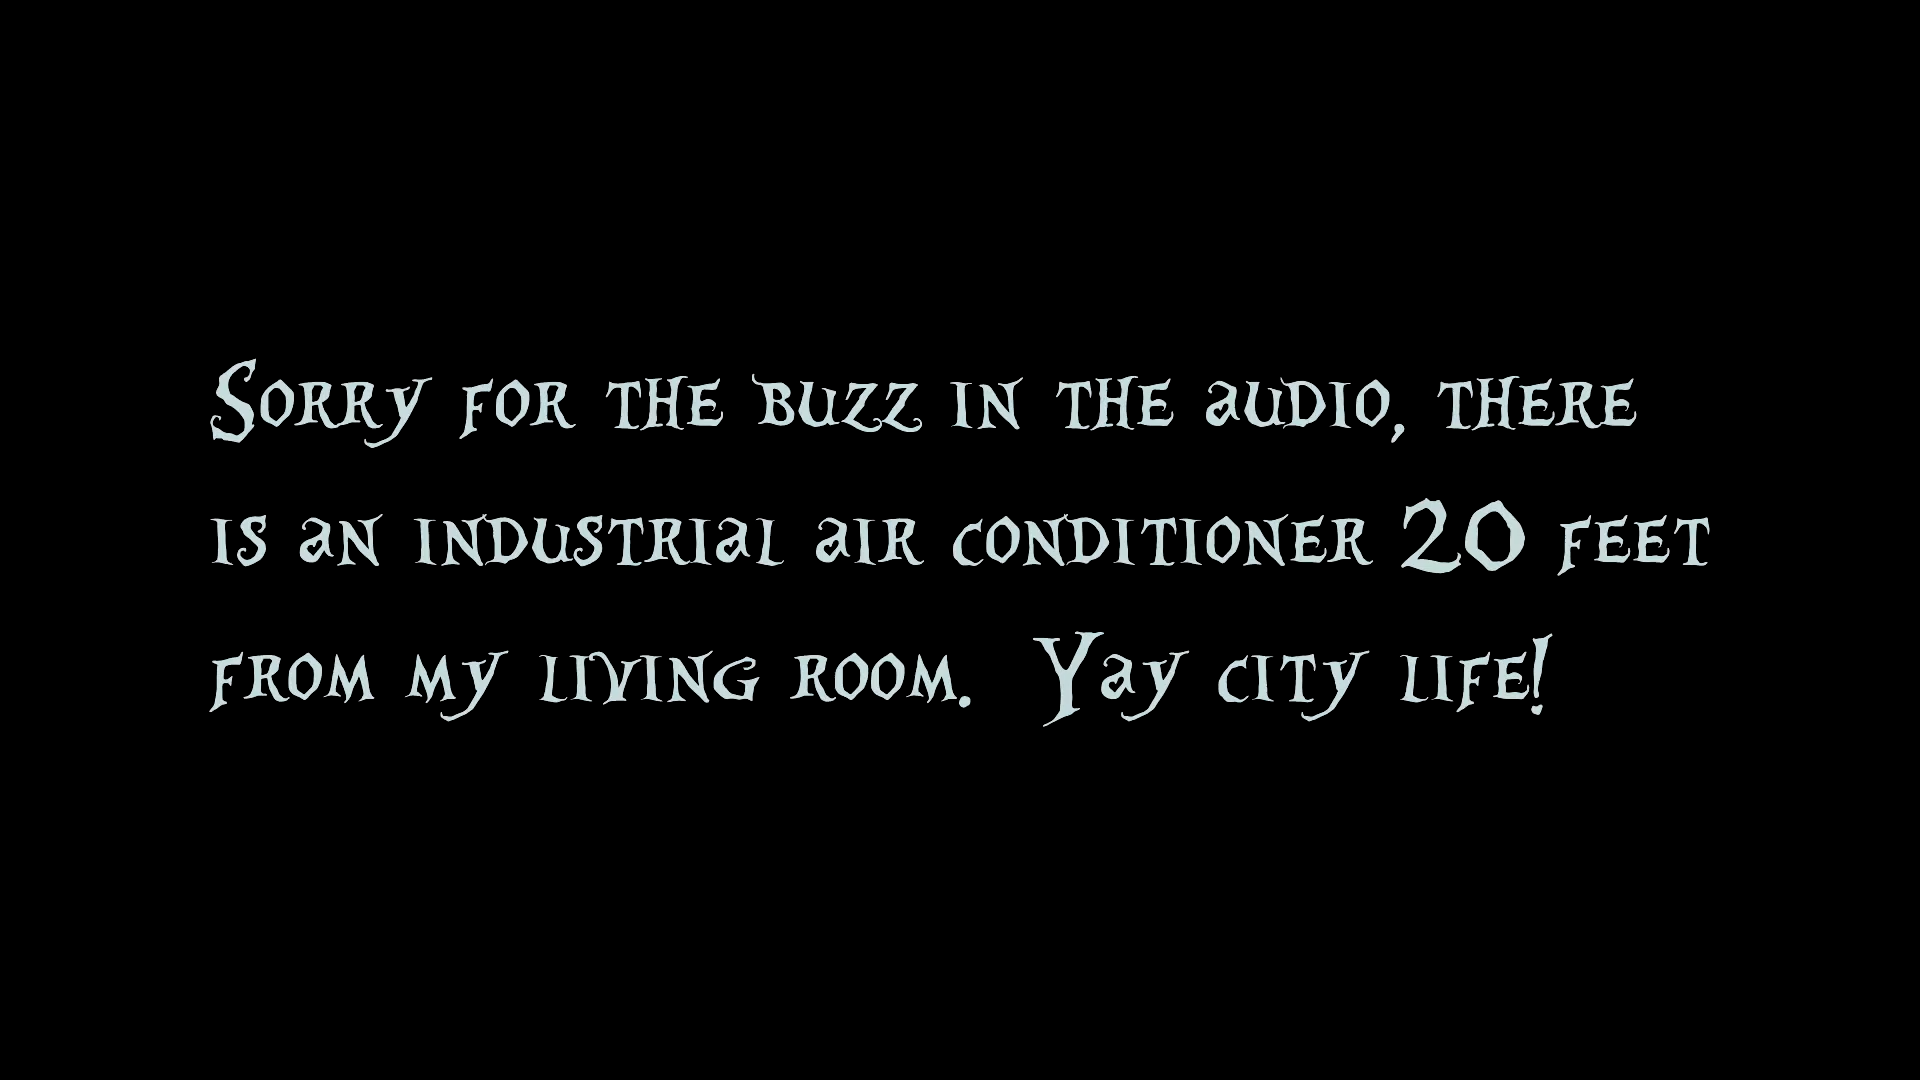 Sorry for the buzz in the audio, there
is an industrial air conditioner 20 feet
from my living room.  Yay city life!